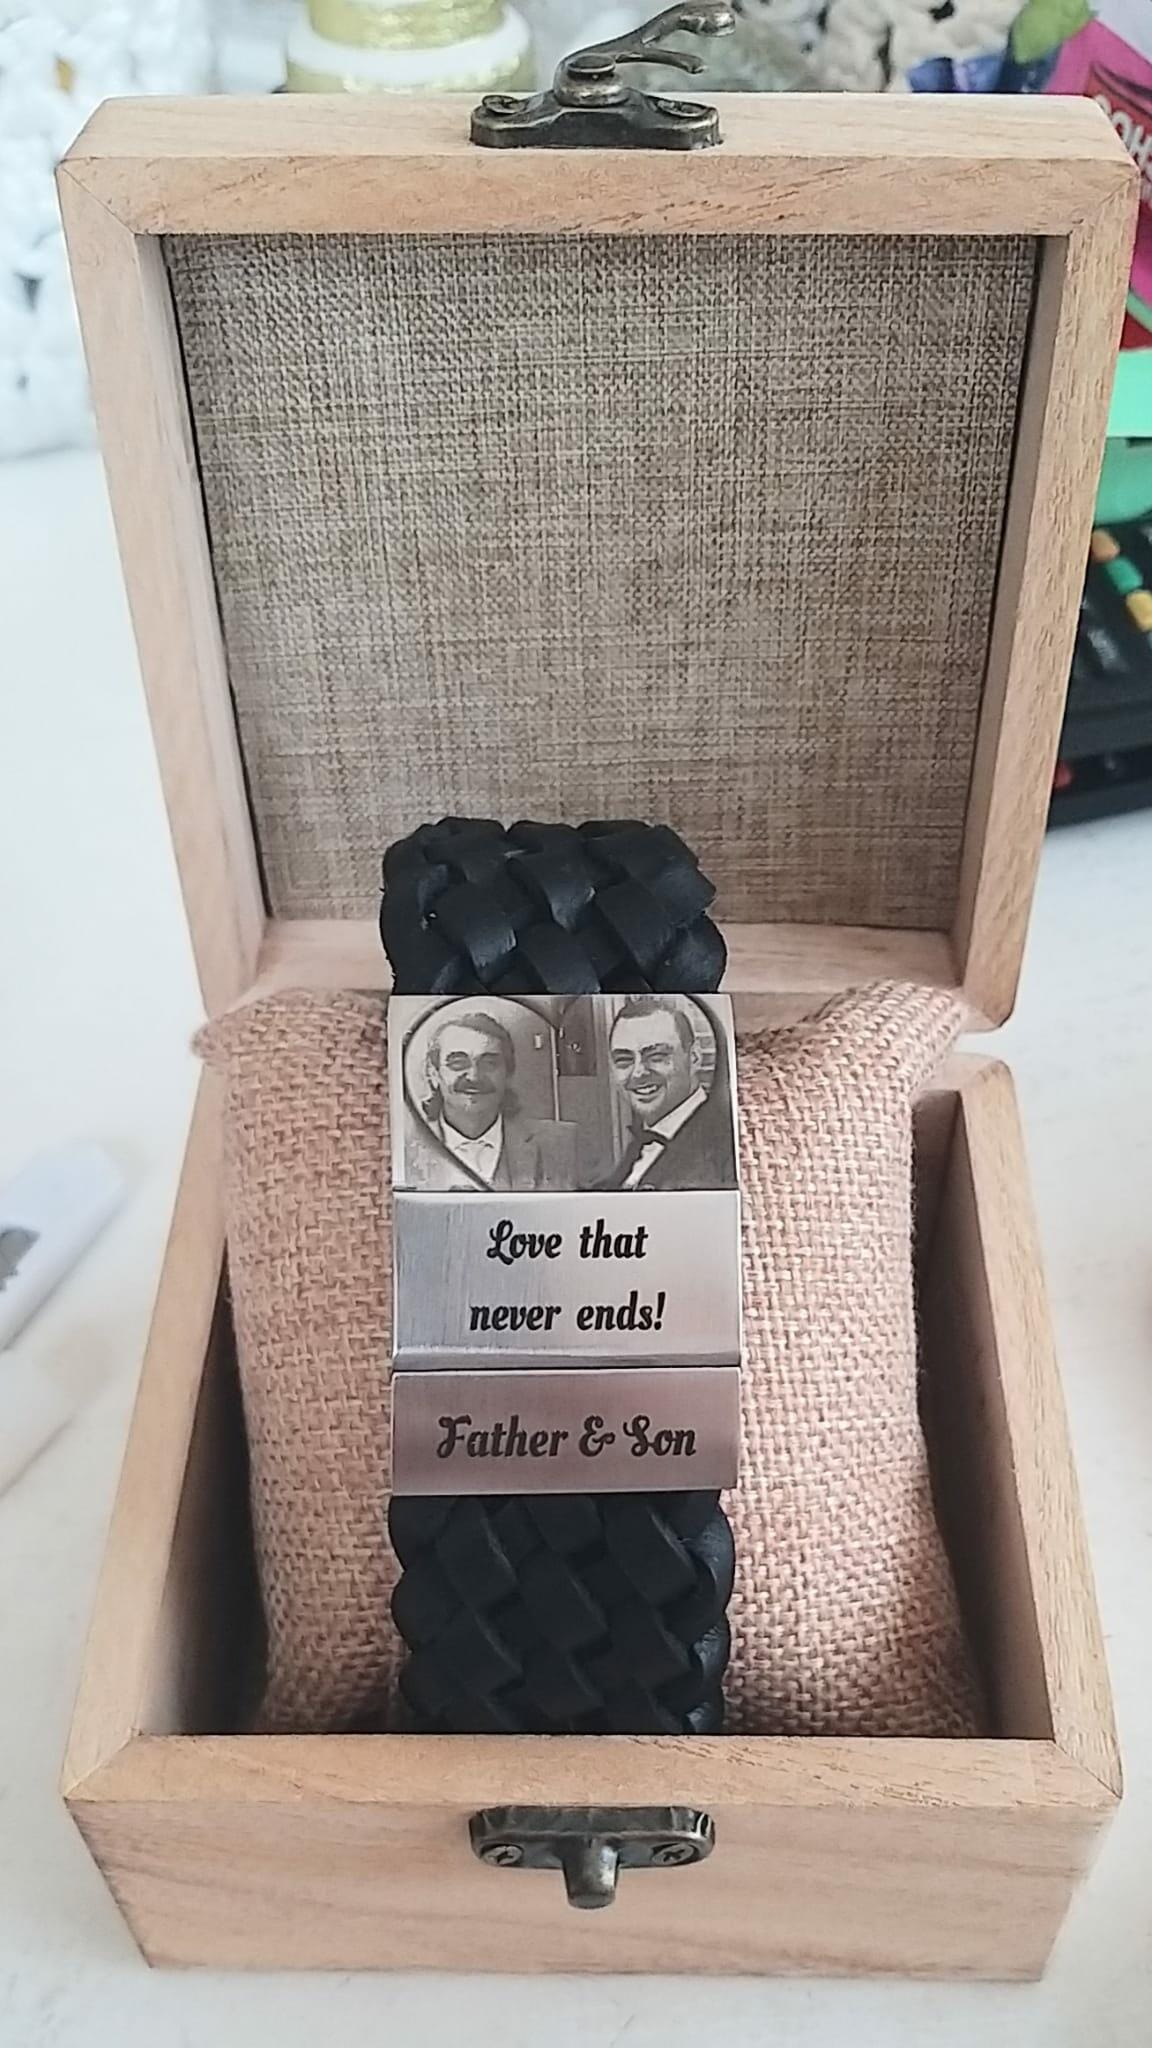 Love that
never ends!
Father & Son